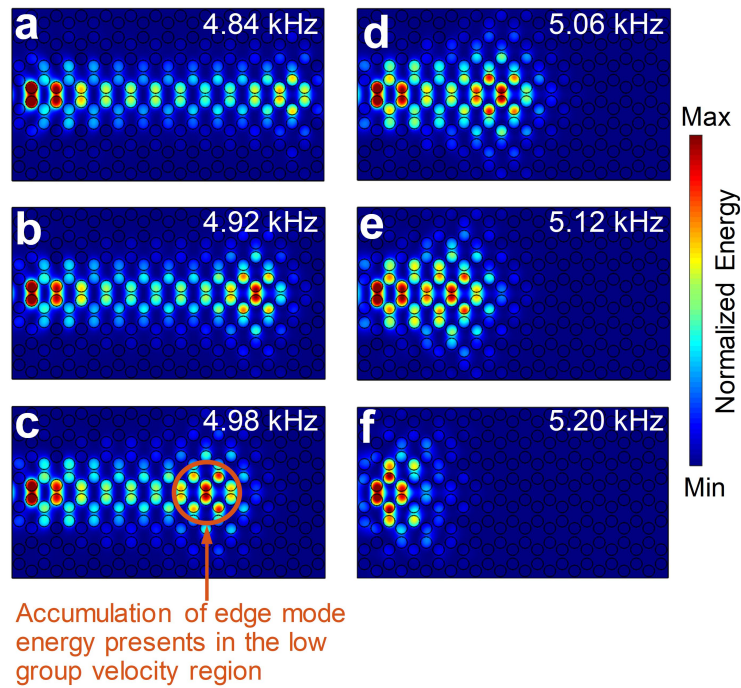 a 4.84 kHz
b 4.92 kHz
c 4.98 kHz
Accumulation of edge mode
energy presents in the low
group velocity region
d 5.06 kHz
e 5.12 kHz
f 5.20 kHz
Max
Normalized Energy
Min